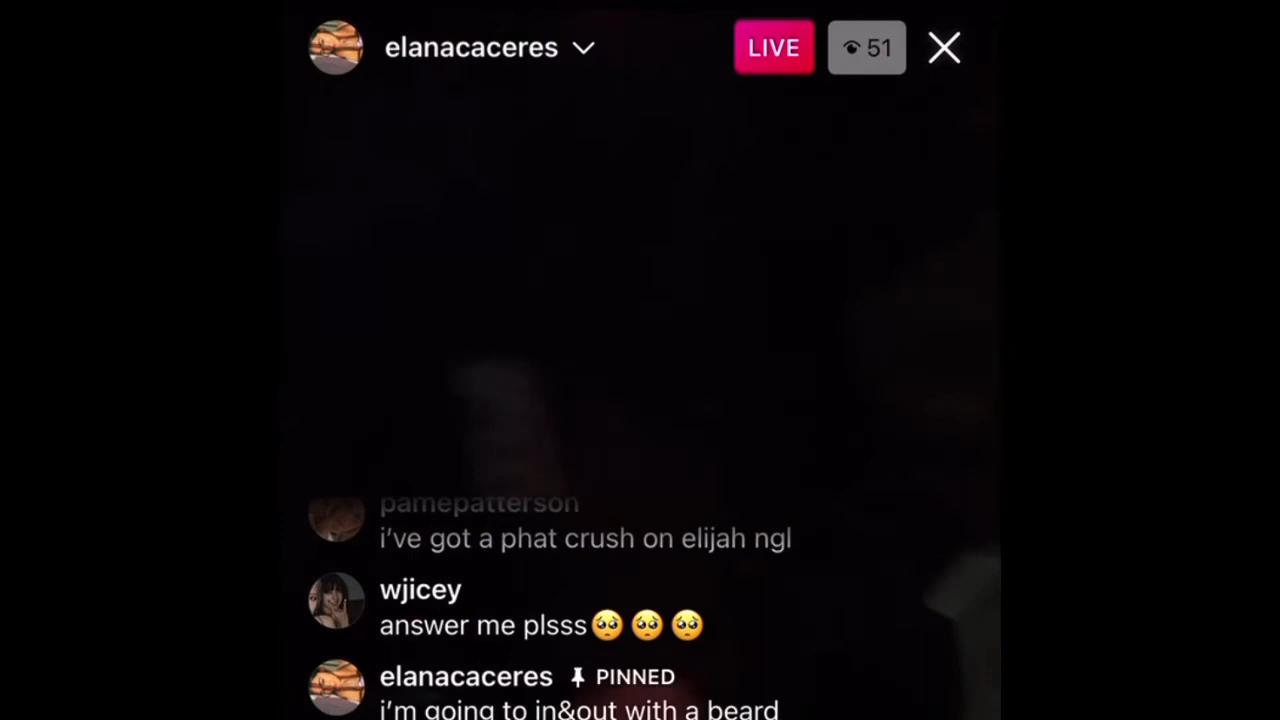 elanacaceres
LIVE
51
pamepatterson
i've got a phat crush on elijah ngl
wjicey
answer me plsss🥺🥺🥺
elanacaceres PINNED
i'm going to in&out with a beard